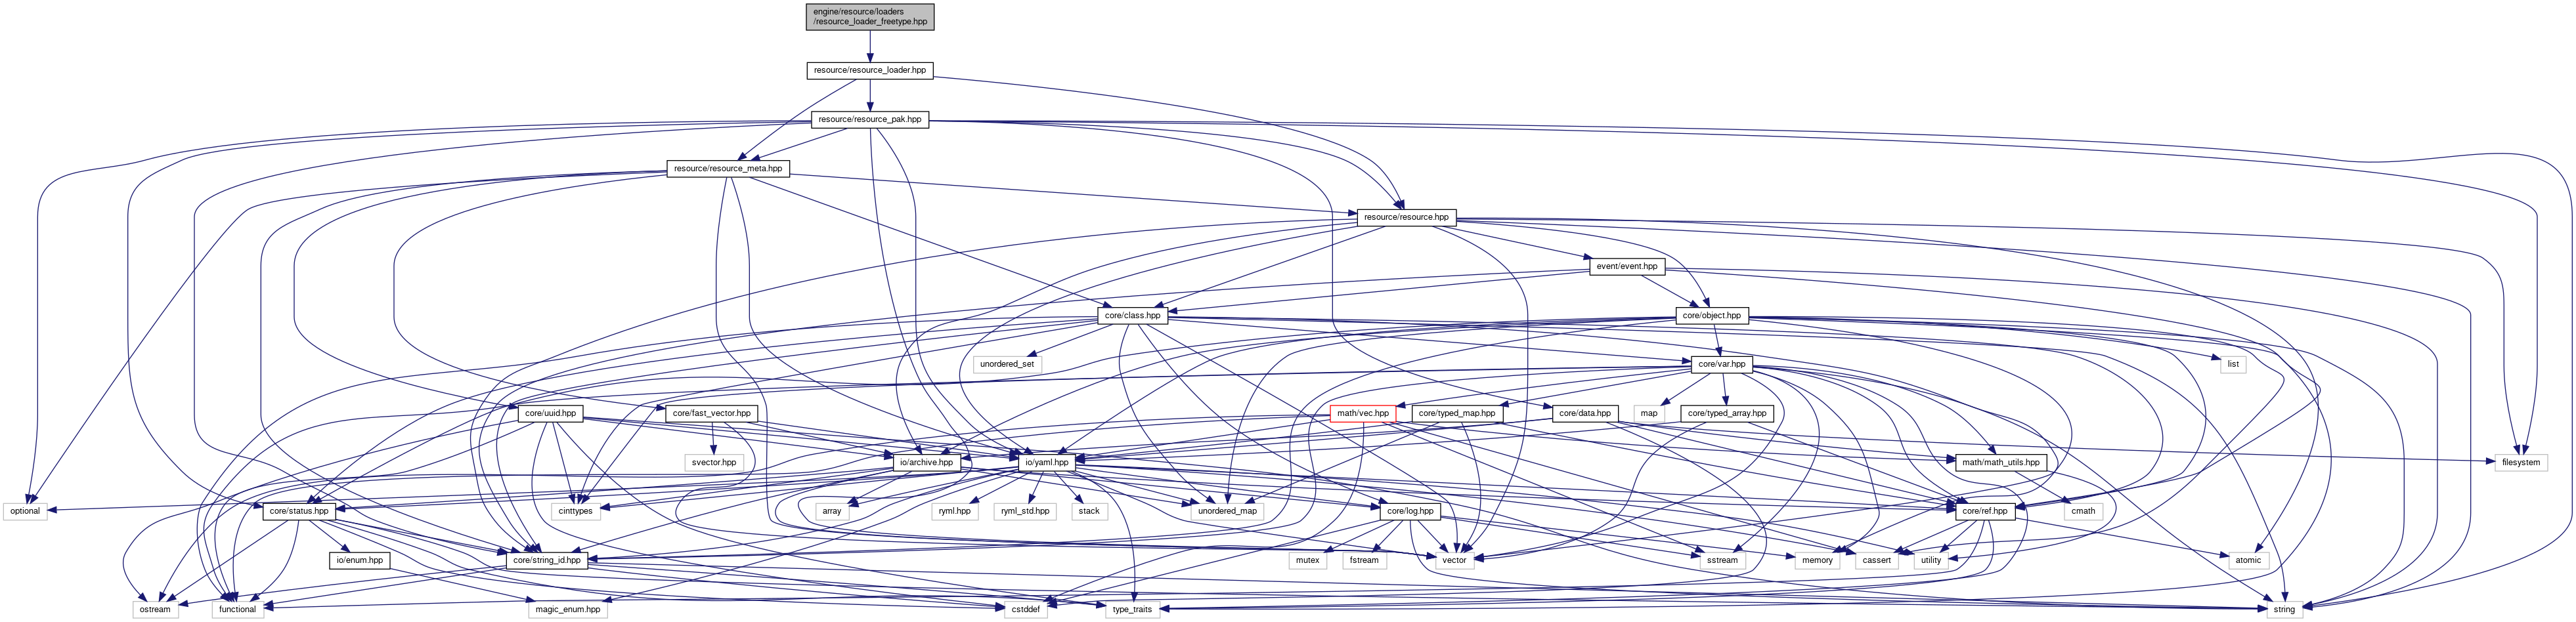 engine/resource/loaders
/resource_loader_freetype.hpp
resource/resource_loader.hpp
resource/resource_pak.hpp
resource/resource_meta.hpp
resource/resource.hpp
event/event.hpp
core/class.hpp
core/object.hpp
unordered_set
core/var.hpp
list
core/uuid.hpp
core/fast_vector.hpp
math/vec.hpp
core/typed_map.hpp
core/data.hpp
map
core/typed_array.hpp
svector.hpp
io/archive.hpp
io/yaml.hpp
math/math_utils.hpp
filesystem
optional
core/status.hpp
cinttypes
array
ryml.hpp
ryml_std.hpp
stack
unordered_map
core/log.hpp
core/ref.hpp
cmath
io/enum.hpp
core/string_id.hpp
mutex
fstream
vector
sstream
memory
cassert
utility
atomic
ostream
functional
magic_enum.hpp
cstddef
type_traits
string